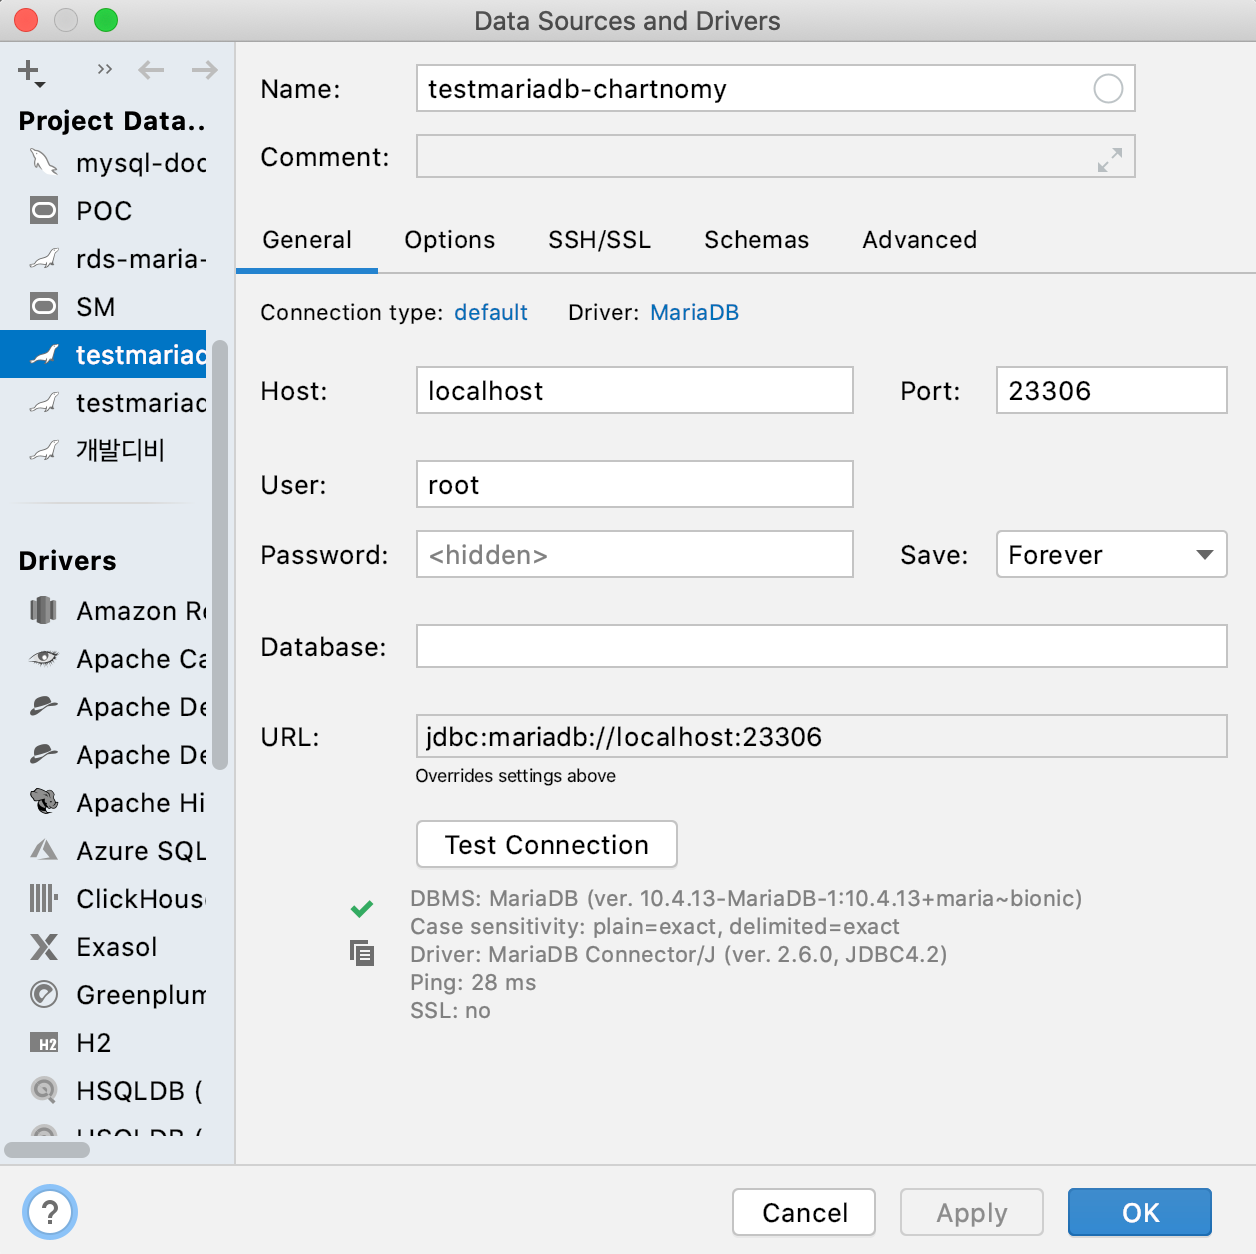 Data Sources and Drivers
Project Data..
mysql-doc
POC
rds-maria-
SM
testmariad
testmariad
개발디비
Drivers
Amazon Re
Apache Ca
Apache De
Apache De
Apache Hi
Azure SQL
ClickHous
Exasol
Greenplum
H2
H2
HSQLDB (
HSQLDB (
Name: testmariadb-chartnomy
Comment:
General Options SSH/SSL Schemas Advanced
Connection type: default Driver: MariaDB
Host: localhost Port: 23306
User: root
Password: <hidden> Save: Forever
Database:
URL: jdbc:mariadb://localhost:23306
Overrides settings above
Test Connection
DBMS: MariaDB (ver. 10.4.13-MariaDB-1:10.4.13+maria~bionic)
Case sensitivity: plain=exact, delimited=exact
Driver: MariaDB Connector/J (ver. 2.6.0, JDBC4.2)
Ping: 28 ms
SSL: no
? Cancel Apply OK